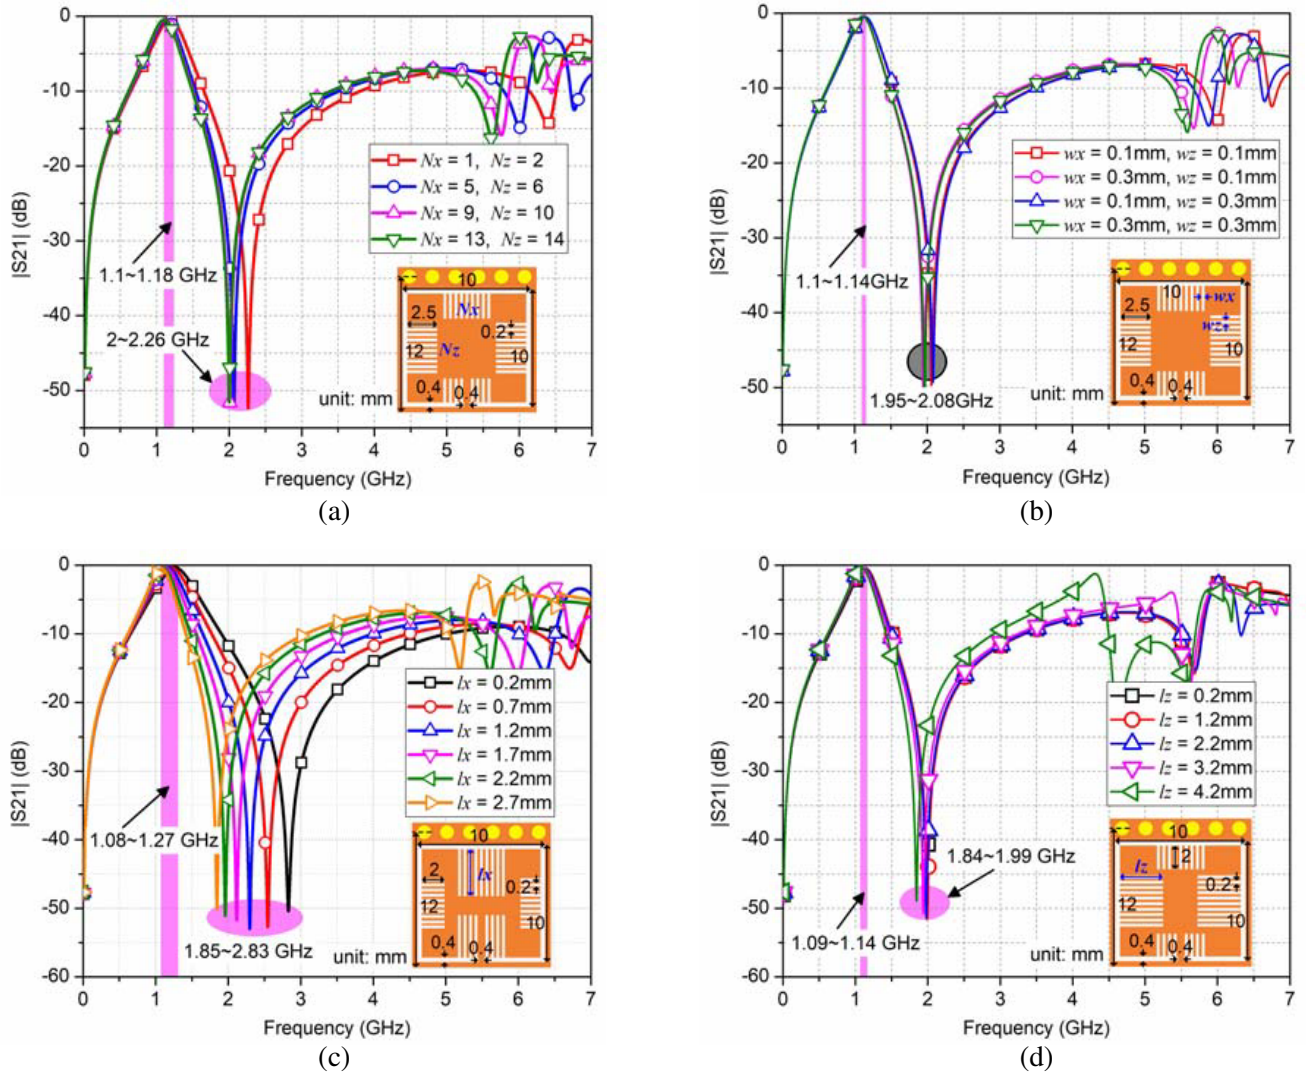 0
-10
-20
-30
-40
-50
|S21| (dB)
Nx = 1, Nz = 2
Nx = 5, Nz = 6
Nx = 9, Nz = 10
Nx = 13, Nz = 14
1.1~1.18 GHz
2~2.26 GHz
10
Nx
2.5
0.2
Nz
12
10
0.4
0.4
unit: mm
0 1 2 3 4 5 6 7
Frequency (GHz)
(a)
0
-10
-20
-30
-40
-50
|S21| (dB)
wx = 0.1mm, wz = 0.1mm
wx = 0.3mm, wz = 0.1mm
wx = 0.1mm, wz = 0.3mm
wx = 0.3mm, wz = 0.3mm
1.1~1.14GHz
1.95~2.08GHz
10
wx
2.5
wz
12
10
0.4
0.4
unit: mm
0 1 2 3 4 5 6 7
Frequency (GHz)
(b)
0
-10
-20
-30
-40
-50
-60
|S21| (dB)
lx = 0.2mm
lx = 0.7mm
lx = 1.2mm
lx = 1.7mm
lx = 2.2mm
lx = 2.7mm
1.08~1.27 GHz
1.85~2.83 GHz
10
lx
2
0.2
12
10
0.4
0.4
unit: mm
0 1 2 3 4 5 6 7
Frequency (GHz)
(c)
0
-10
-20
-30
-40
-50
-60
|S21| (dB)
lz = 0.2mm
lz = 1.2mm
lz = 2.2mm
lz = 3.2mm
lz = 4.2mm
1.84~1.99 GHz
1.09~1.14 GHz
10
2
lz
0.2
12
10
0.4
0.4
unit: mm
0 1 2 3 4 5 6 7
Frequency (GHz)
(d)